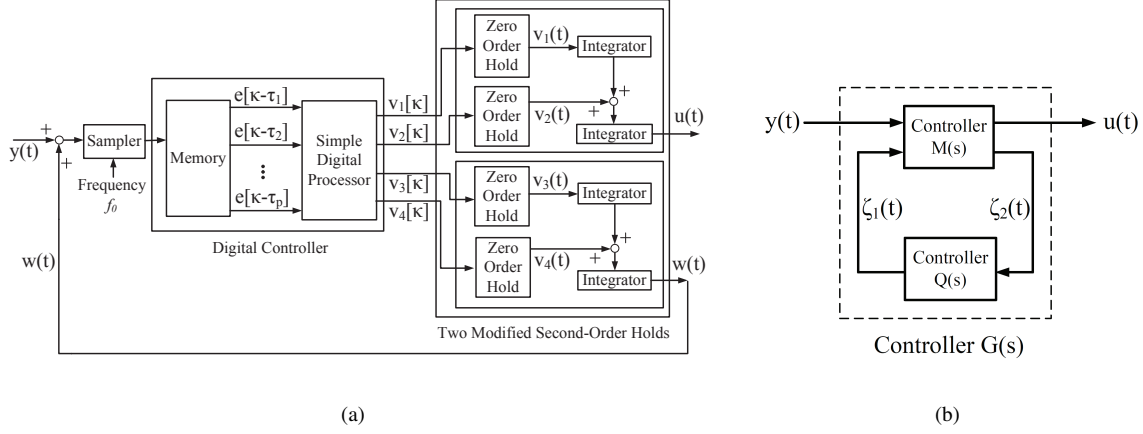 y(t)
+
+
Sampler
Frequency
f₀
w(t)
Memory
e[κ-τ₁]
e[κ-τ₂]
e[κ-τₚ]
Simple
Digital
Processor
Digital Controller
v₁[κ]
v₂[κ]
v₃[κ]
v₄[κ]
Zero
Order
Hold
v₁(t)
Integrator
+
Zero
Order
Hold
v₂(t)
+
Integrator
u(t)
Zero
Order
Hold
v₃(t)
Integrator
+
Zero
Order
Hold
v₄(t)
+
Integrator
w(t)
Two Modified Second-Order Holds
(a)
y(t)
Controller
M(s)
u(t)
ζ₁(t)
ζ₂(t)
Controller
Q(s)
Controller G(s)
(b)